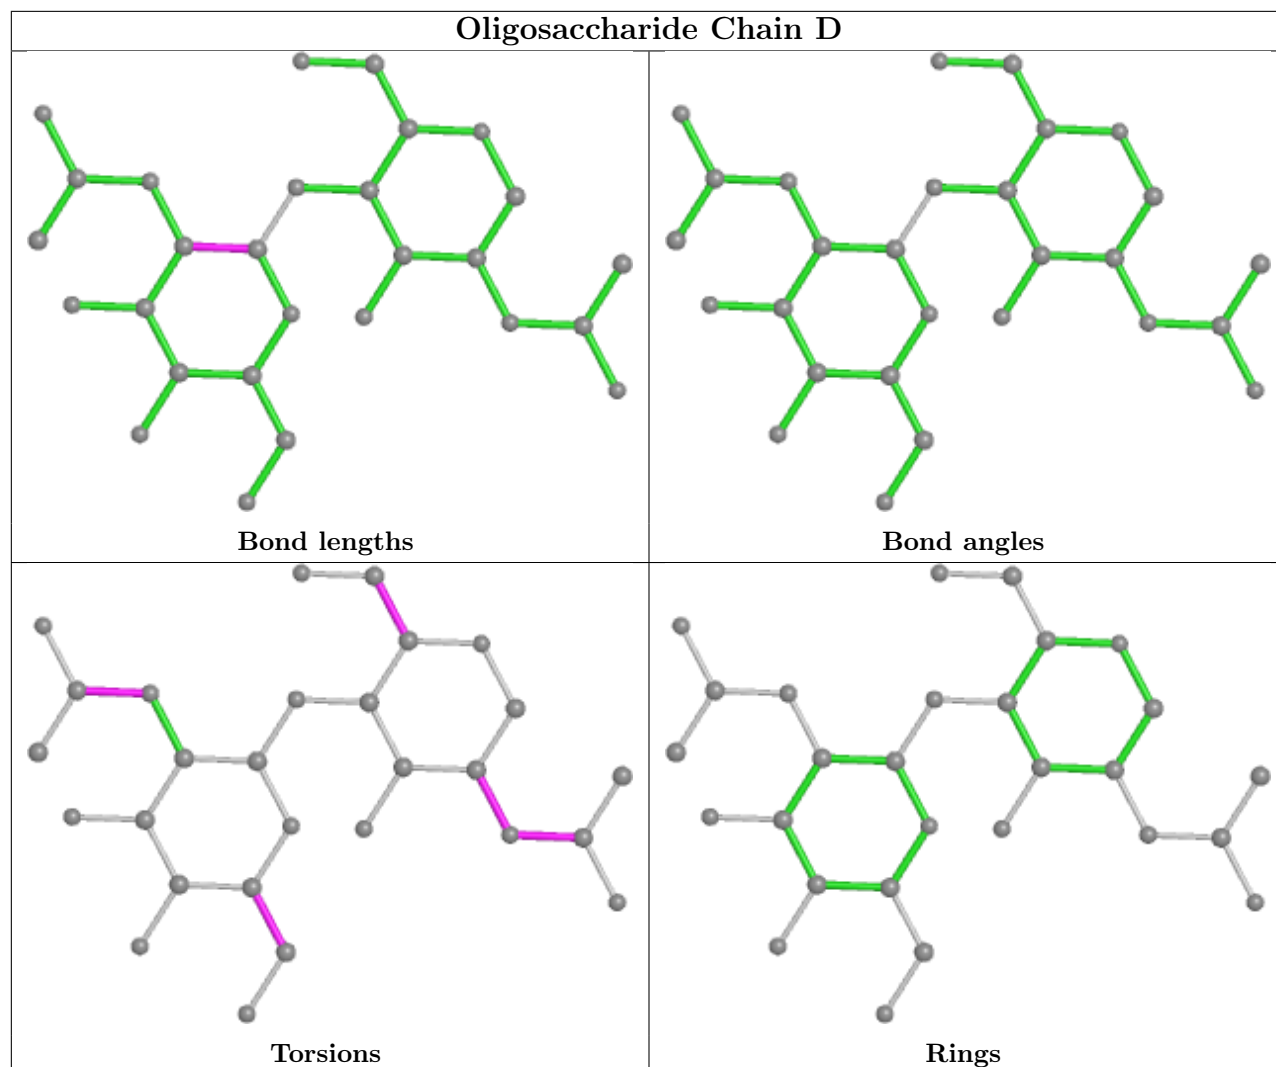 Oligosaccharide Chain D
Bond lengths
Bond angles
Torsions
Rings